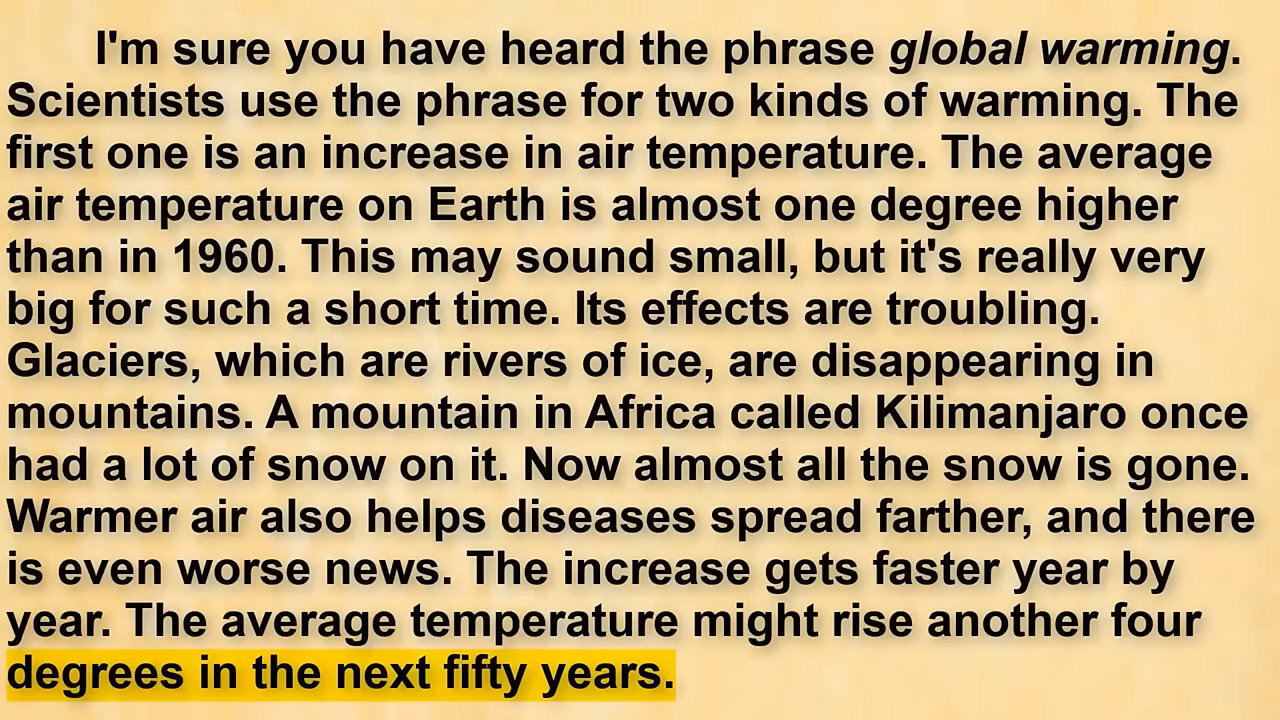 I'm sure you have heard the phrase global warming.
Scientists use the phrase for two kinds of warming. The
first one is an increase in air temperature. The average
air temperature on Earth is almost one degree higher
than in 1960. This may sound small, but it's really very
big for such a short time. Its effects are troubling.
Glaciers, which are rivers of ice, are disappearing in
mountains. A mountain in Africa called Kilimanjaro once
had a lot of snow on it. Now almost all the snow is gone.
Warmer air also helps diseases spread farther, and there
is even worse news. The increase gets faster year by
year. The average temperature might rise another four
degrees in the next fifty years.